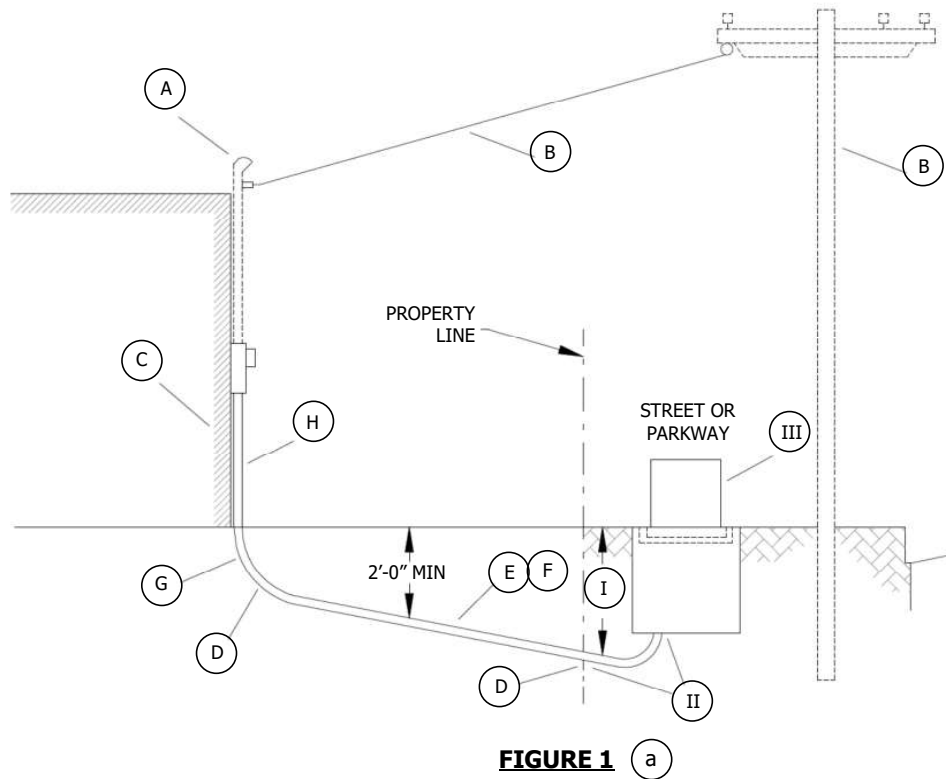 A
B
B
PROPERTY
LINE
C
STREET OR
PARKWAY
III
H
2’-0” MIN
E F
I
G
D
D
II
FIGURE 1 a